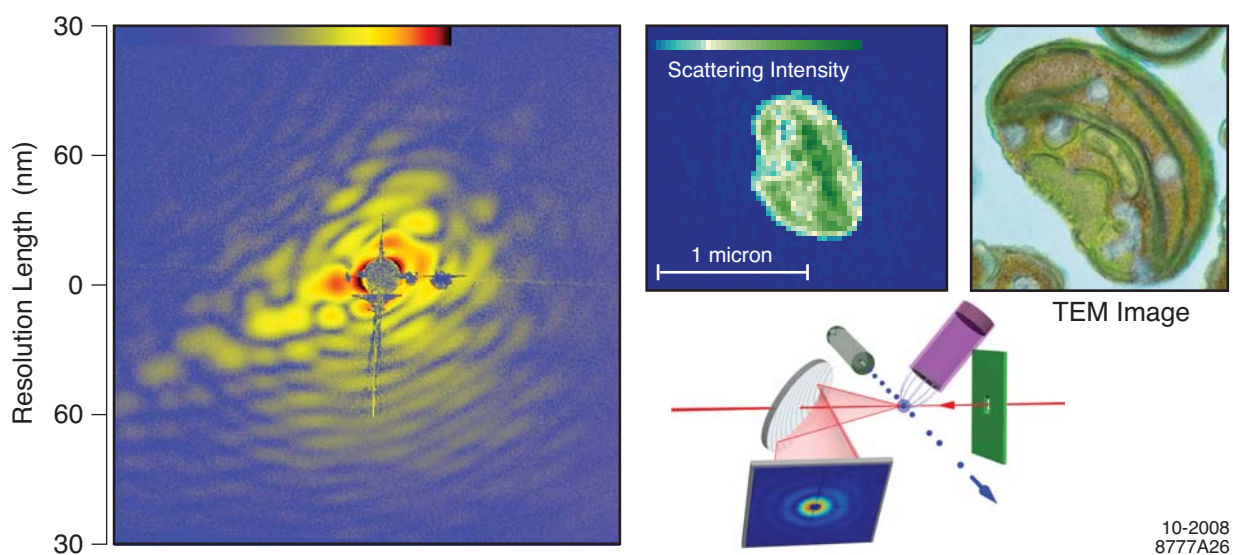 30
60
0
60
30
Resolution Length (nm)
Scattering Intensity
1 micron
TEM Image
10-2008
8777A26